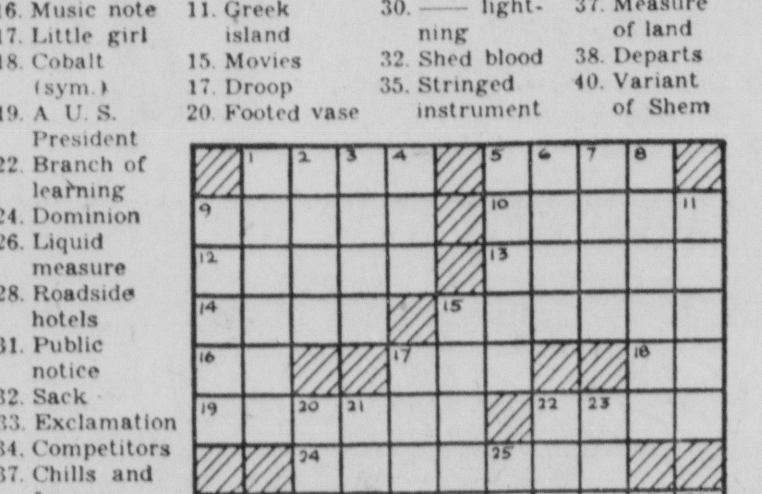 16. Music note
17. Little girl
18. Cobalt
(sym.)
19. A U. S.
President
22. Branch of
learning
24. Dominion
26. Liquid
measure
28. Roadside
hotels
31. Public
notice
32. Sack
33. Exclamation
34. Competitors
37. Chills and
11. Greek
island
15. Movies
17. Droop
20. Footed vase
30. —— light-
ning
32. Shed blood
35. Stringed
instrument
37. Measure
of land
38. Departs
40. Variant
of Shem
1 2 3 4 5 6 7 8
9 10 11
12 13
14 15
16 17 18
19 20 21 22 23
24 25